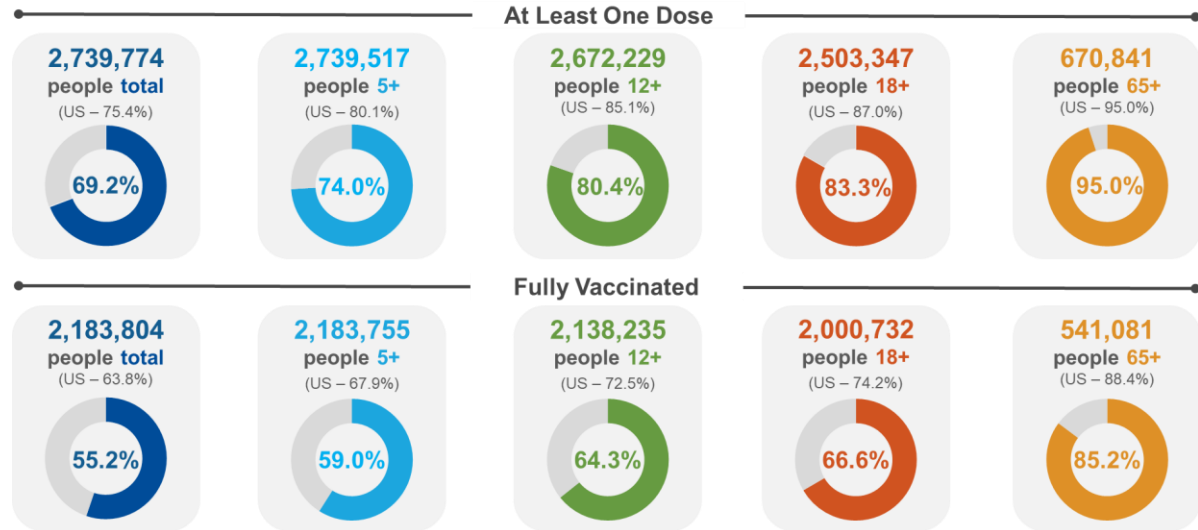 At Least One Dose
2,739,774
people total
(US – 75.4%)
69.2%
2,739,517
people 5+
(US – 80.1%)
74.0%
2,672,229
people 12+
(US – 85.1%)
80.4%
2,503,347
people 18+
(US – 87.0%)
83.3%
670,841
people 65+
(US – 95.0%)
95.0%
Fully Vaccinated
2,183,804
people total
(US – 63.8%)
55.2%
2,183,755
people 5+
(US – 67.9%)
59.0%
2,138,235
people 12+
(US – 72.5%)
64.3%
2,000,732
people 18+
(US – 74.2%)
66.6%
541,081
people 65+
(US – 88.4%)
85.2%